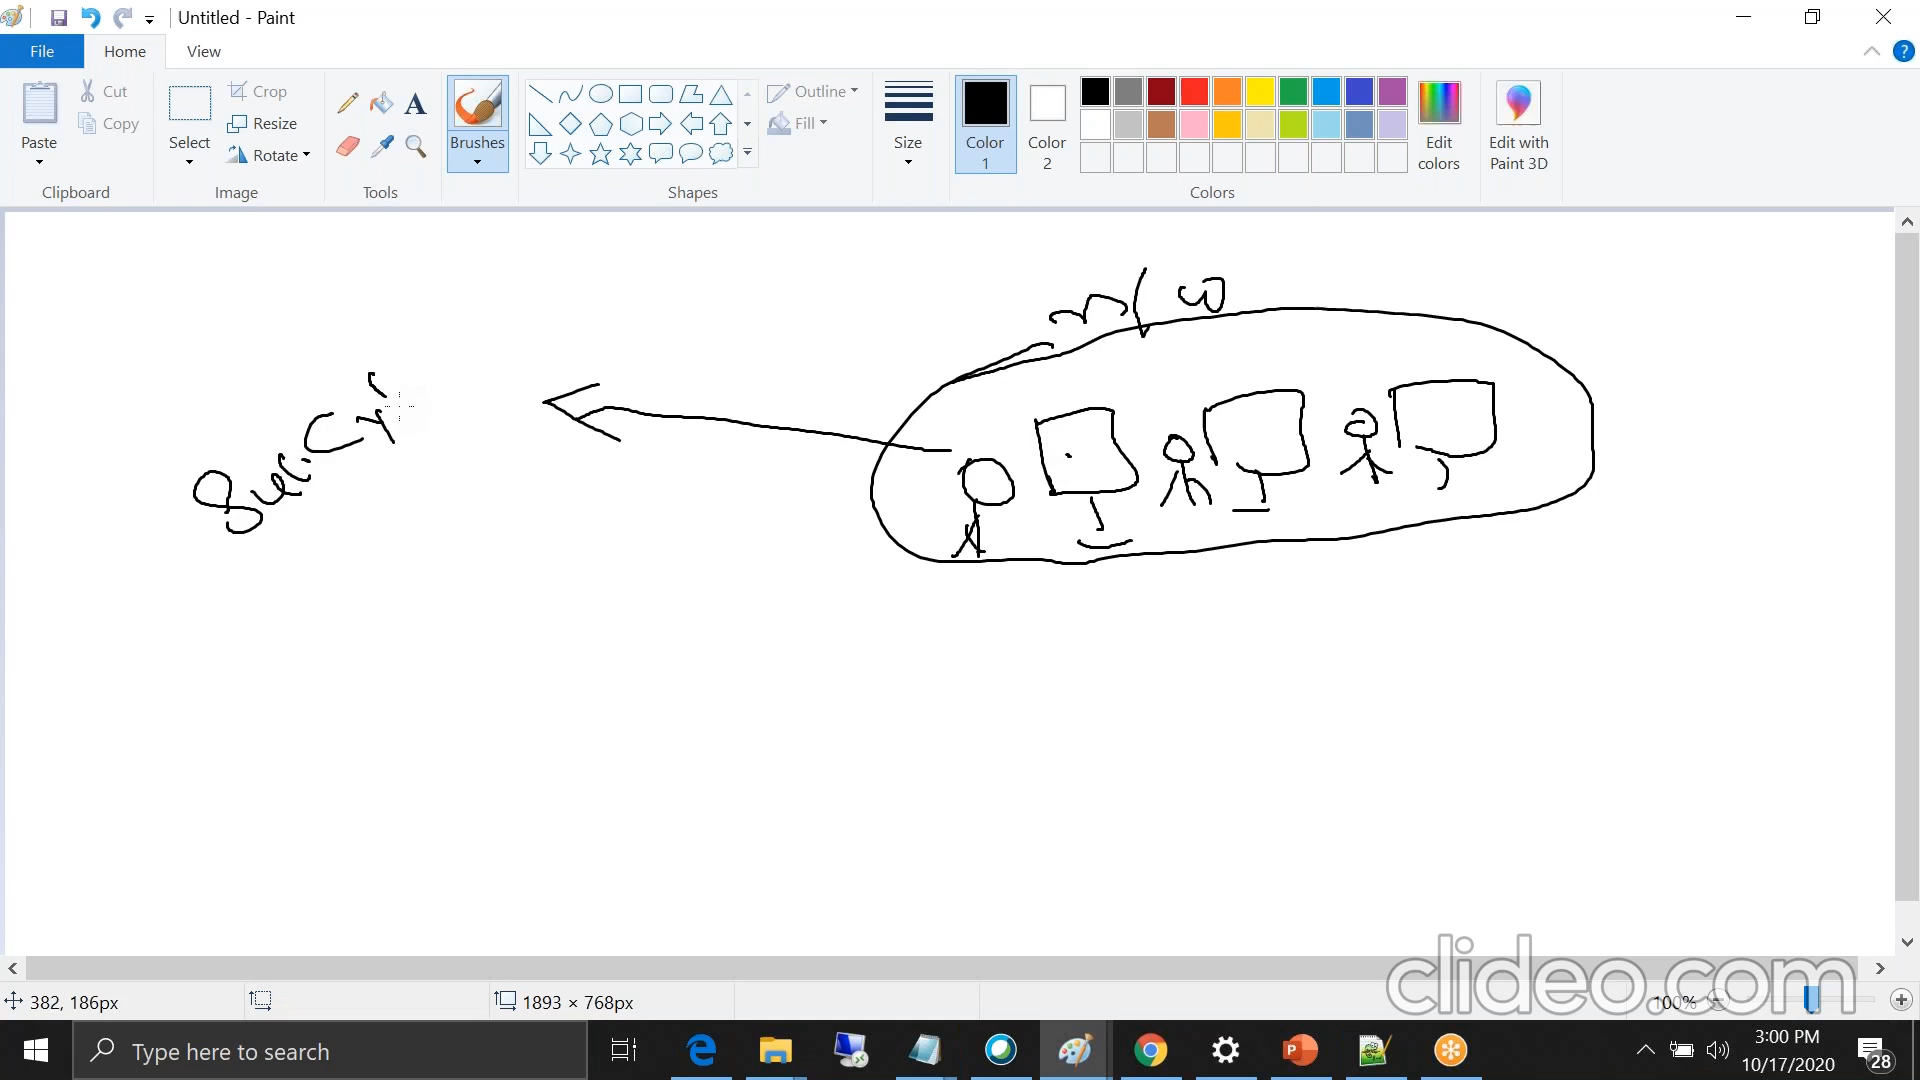 Untitled - Paint
File
Home
View
Paste
Cut
Copy
Clipboard
Select
Crop
Resize
Rotate
Image
Tools
Brushes
Shapes
Outline
Fill
Size
Color 1
Color 2
Edit colors
Colors
Edit with Paint 3D
n/w
382, 186px
1893 × 768px
100%
clideo.com
Type here to search
3:00 PM
10/17/2020
28